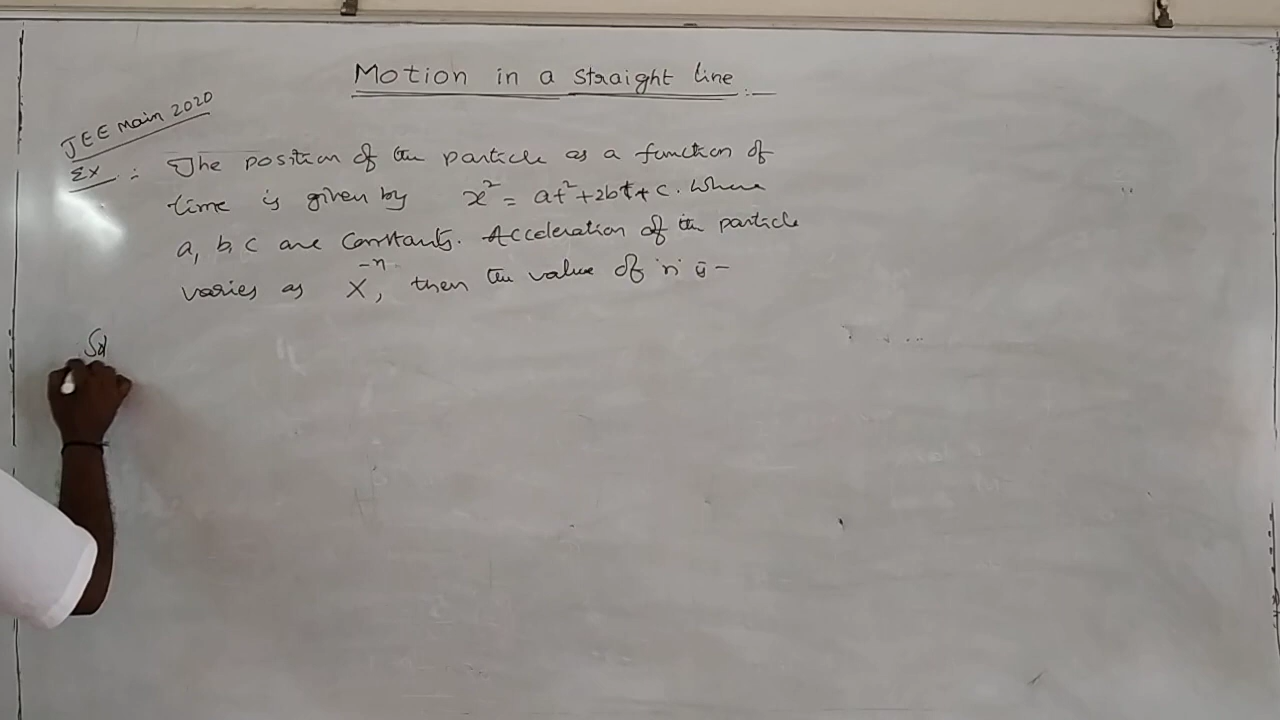 Motion in a straight line :-
JEE Main 2020
Ex : The position of the particle as a function of
time is given by x² = at² + 2bt + c. Where
a, b, c are constants. Acceleration of the particle
varies as x⁻ⁿ, then the value of 'n' is -
Sol